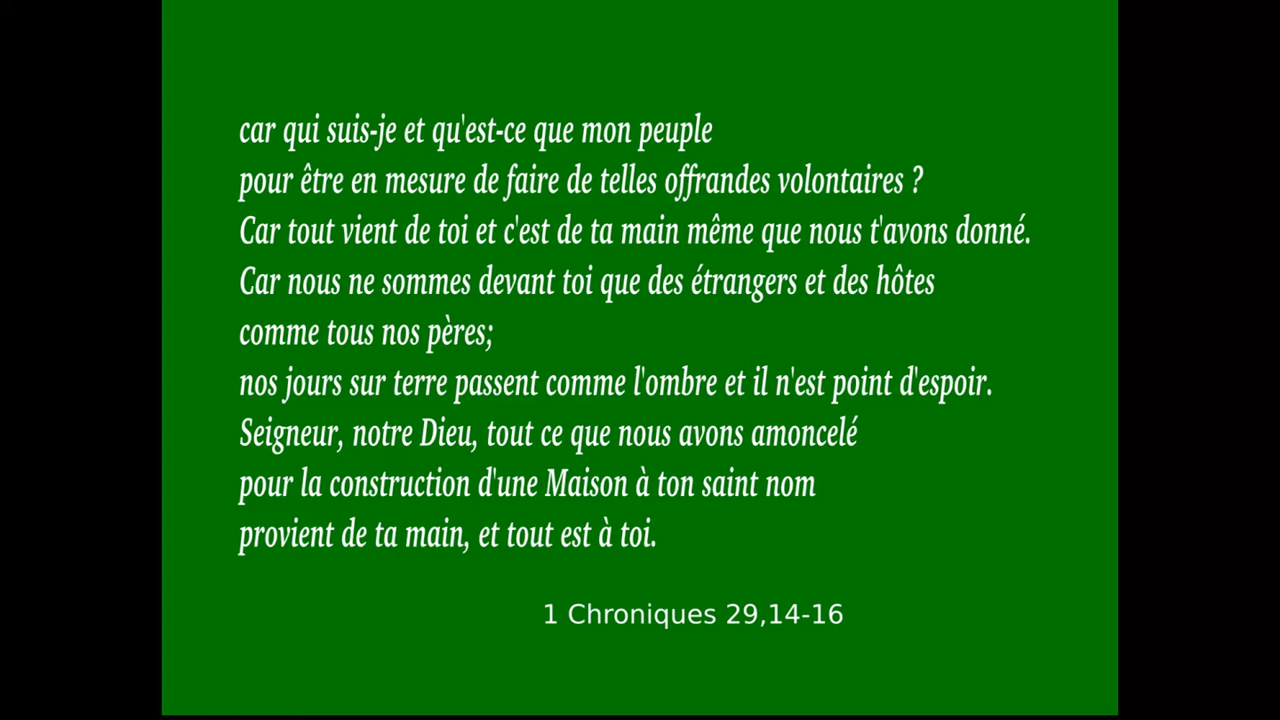 car qui suis-je et qu'est-ce que mon peuple
pour être en mesure de faire de telles offrandes volontaires ?
Car tout vient de toi et c'est de ta main même que nous t'avons donné.
Car nous ne sommes devant toi que des étrangers et des hôtes
comme tous nos pères;
nos jours sur terre passent comme l'ombre et il n'est point d'espoir.
Seigneur, notre Dieu, tout ce que nous avons amoncelé
pour la construction d'une Maison à ton saint nom
provient de ta main, et tout est à toi.
1 Chroniques 29,14-16